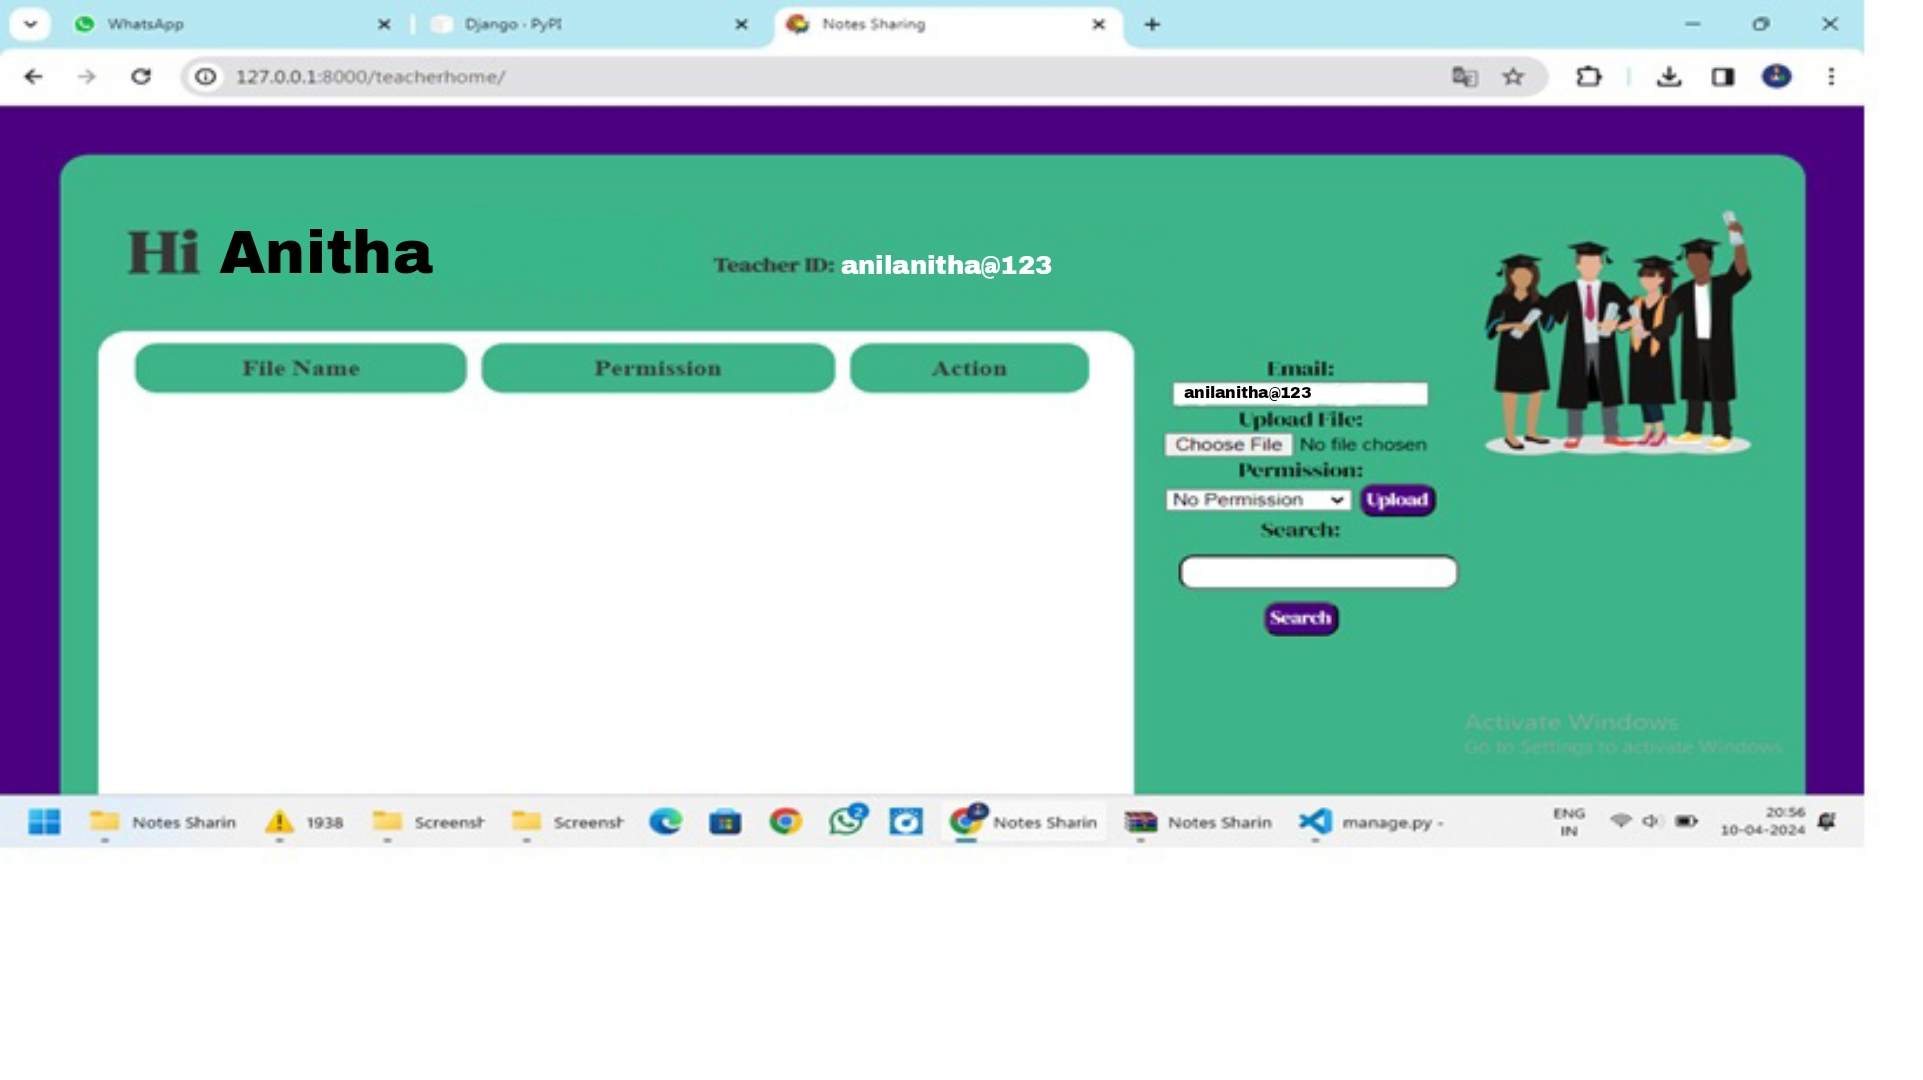 WhatsApp
Django · PyPI
Notes Sharing
127.0.0.1:8000/teacherhome/
Hi Anitha
Teacher ID: anilanitha@123
File Name
Permission
Action
Email:
anilanitha@123
Upload File:
Choose File No file chosen
Permission:
No Permission
Upload
Search:
Search
Activate Windows
Go to Settings to activate Windows.
Notes Sharin
1938
Screensh
Screensh
2
Notes Sharin
Notes Sharin
manage.py -
ENG
IN
20:56
10-04-2024